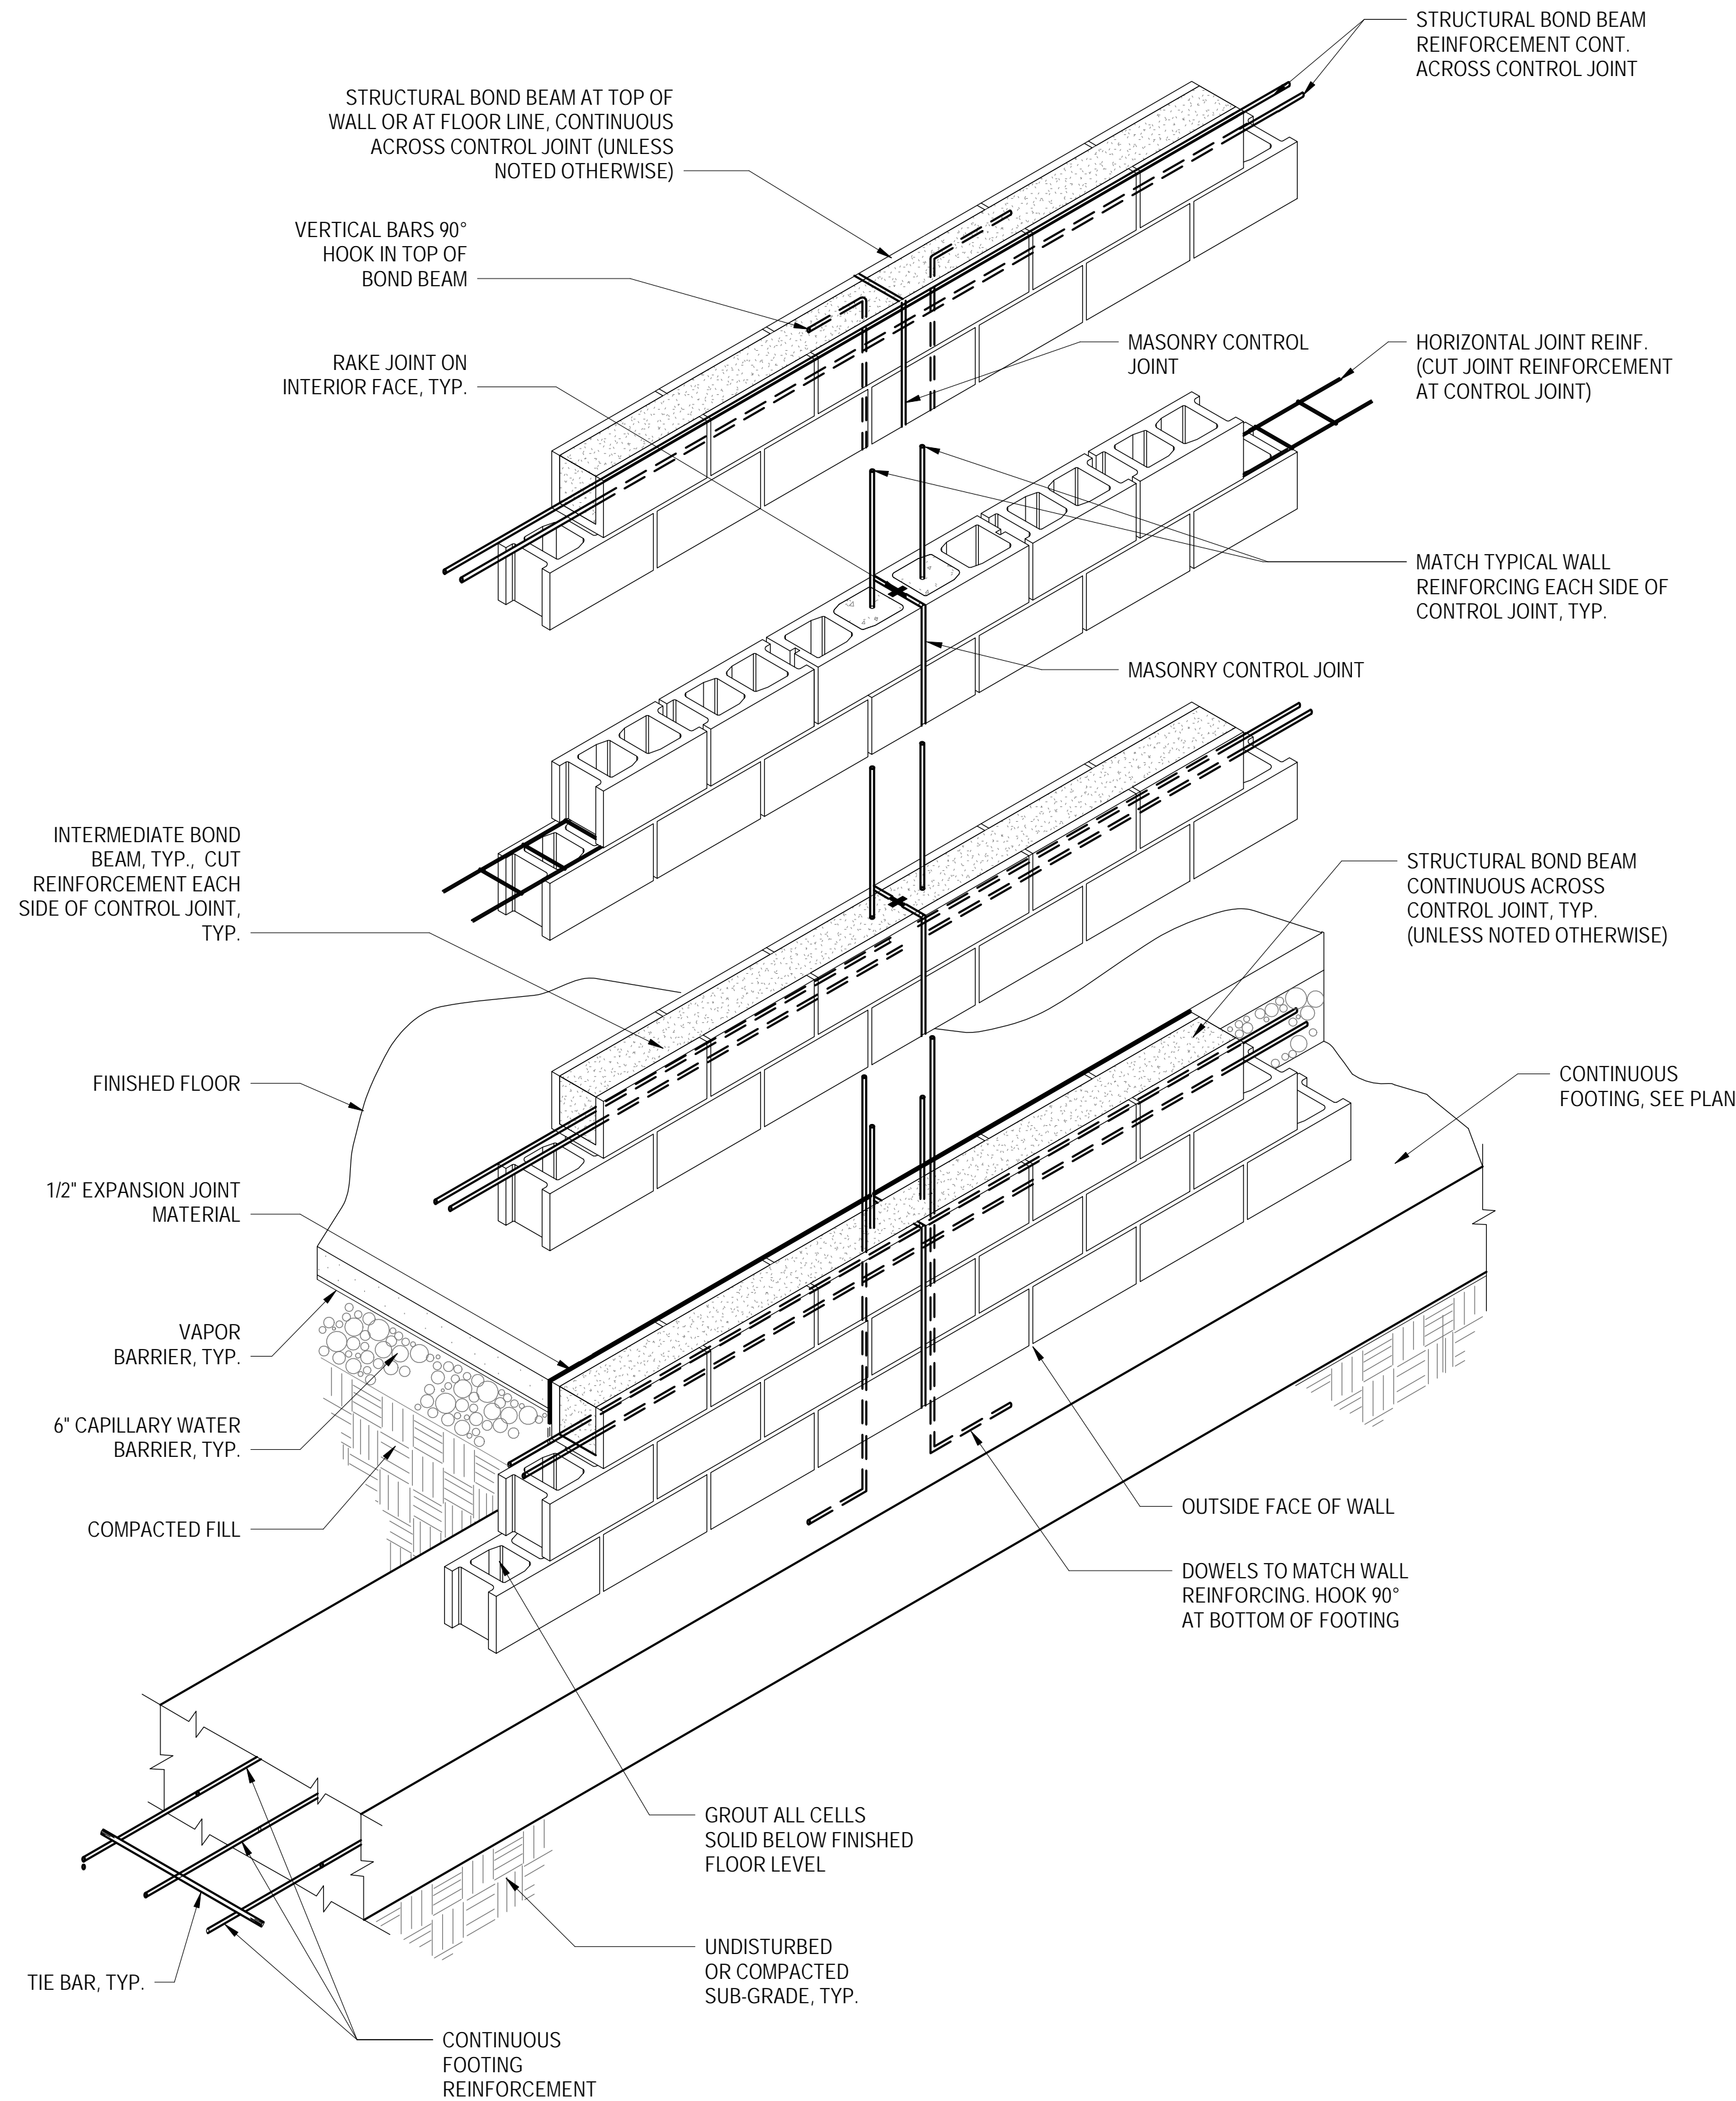 STRUCTURAL BOND BEAM
REINFORCEMENT CONT.
ACROSS CONTROL JOINT
STRUCTURAL BOND BEAM AT TOP OF
WALL OR AT FLOOR LINE, CONTINUOUS
ACROSS CONTROL JOINT (UNLESS
NOTED OTHERWISE)
VERTICAL BARS 90°
HOOK IN TOP OF
BOND BEAM
RAKE JOINT ON
INTERIOR FACE, TYP.
MASONRY CONTROL
JOINT
HORIZONTAL JOINT REINF.
(CUT JOINT REINFORCEMENT
AT CONTROL JOINT)
MATCH TYPICAL WALL
REINFORCING EACH SIDE OF
CONTROL JOINT, TYP.
MASONRY CONTROL JOINT
INTERMEDIATE BOND
BEAM, TYP., CUT
REINFORCEMENT EACH
SIDE OF CONTROL JOINT,
TYP.
STRUCTURAL BOND BEAM
CONTINUOUS ACROSS
CONTROL JOINT, TYP.
(UNLESS NOTED OTHERWISE)
FINISHED FLOOR
CONTINUOUS
FOOTING, SEE PLAN
1/2" EXPANSION JOINT
MATERIAL
VAPOR
BARRIER, TYP.
6" CAPILLARY WATER
BARRIER, TYP.
COMPACTED FILL
OUTSIDE FACE OF WALL
DOWELS TO MATCH WALL
REINFORCING. HOOK 90°
AT BOTTOM OF FOOTING
GROUT ALL CELLS
SOLID BELOW FINISHED
FLOOR LEVEL
UNDISTURBED
OR COMPACTED
SUB-GRADE, TYP.
TIE BAR, TYP.
CONTINUOUS
FOOTING
REINFORCEMENT